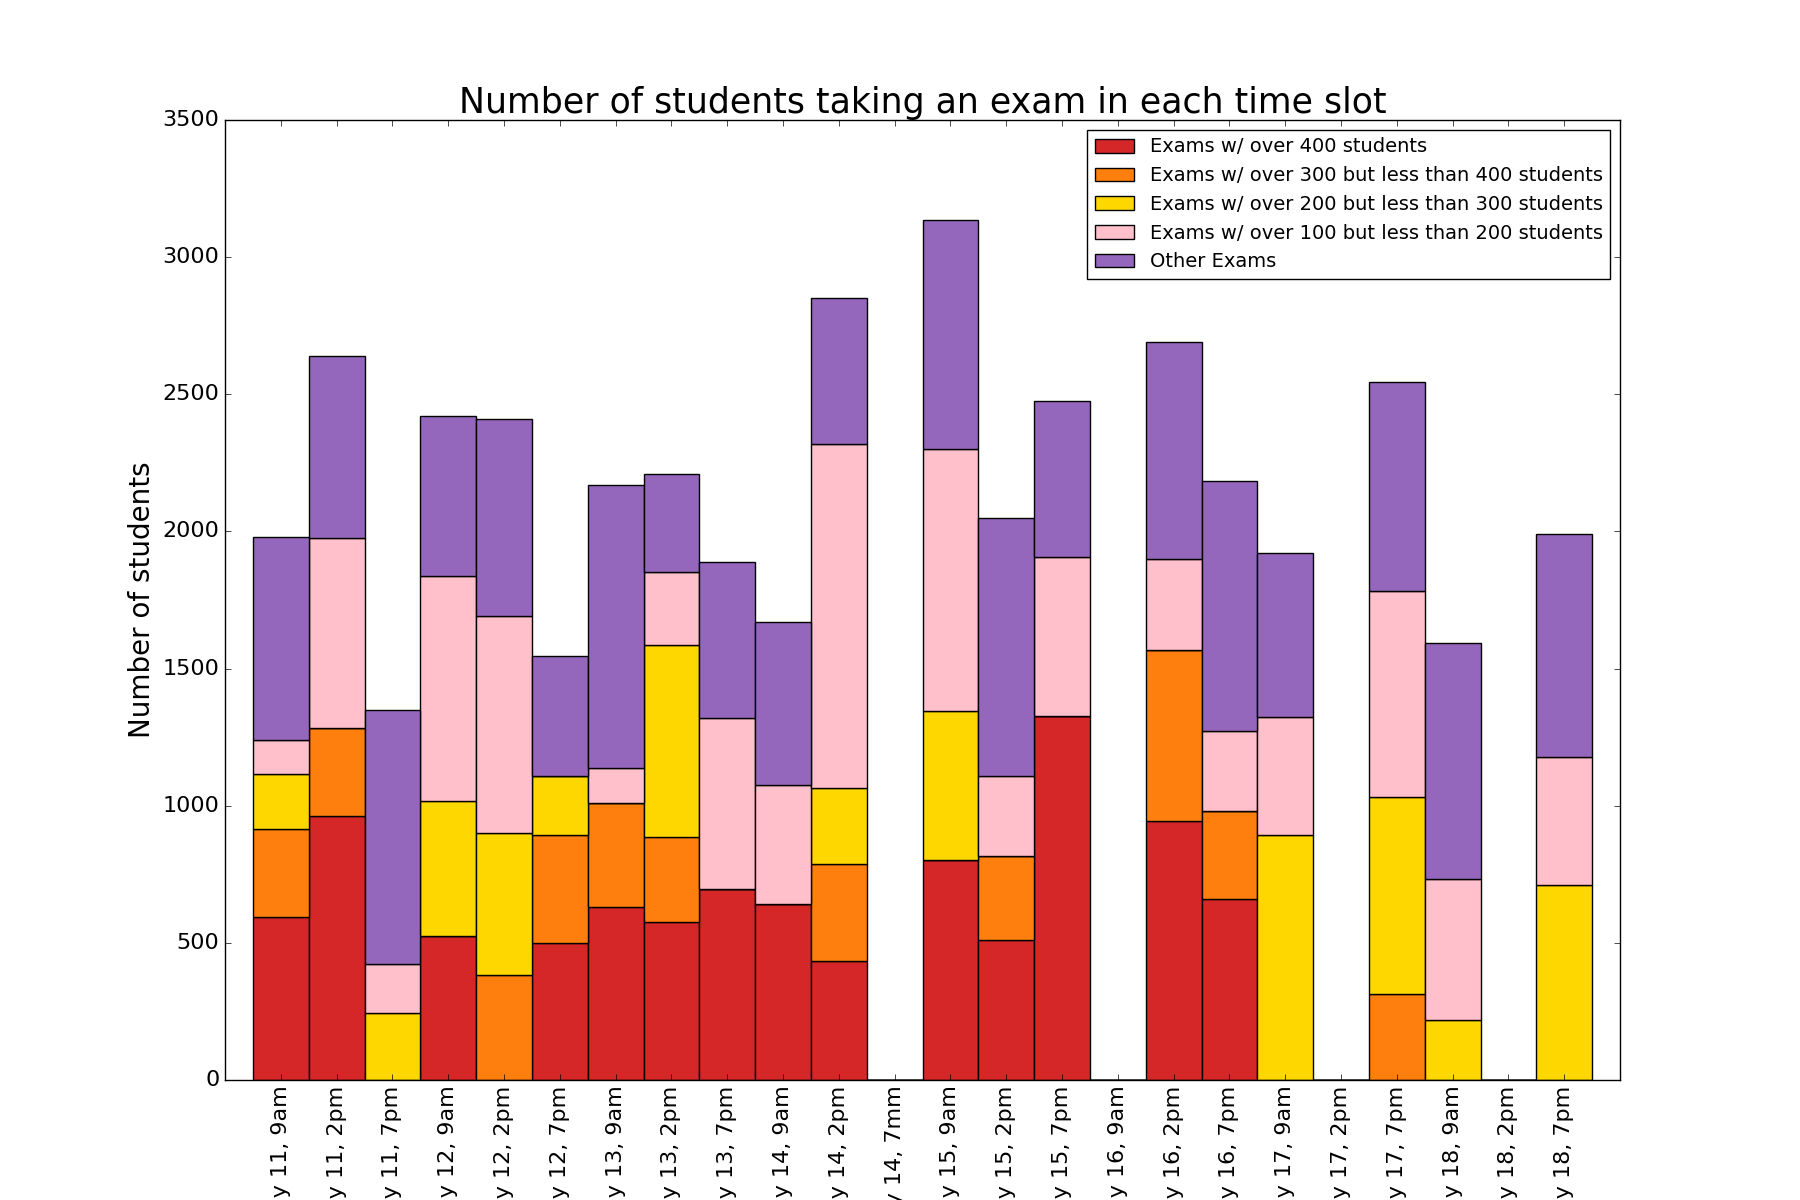 Number of students taking an exam in each time slot
3500
3000
2500
2000
1500
1000
500
0
Number of students
Exams w/ over 400 students
Exams w/ over 300 but less than 400 students
Exams w/ over 200 but less than 300 students
Exams w/ over 100 but less than 200 students
Other Exams
y 11, 9am
y 11, 2pm
y 11, 7pm
y 12, 9am
y 12, 2pm
y 12, 7pm
y 13, 9am
y 13, 2pm
y 13, 7pm
y 14, 9am
y 14, 2pm
y 14, 7mm
y 15, 9am
y 15, 2pm
y 15, 7pm
y 16, 9am
y 16, 2pm
y 16, 7pm
y 17, 9am
y 17, 2pm
y 17, 7pm
y 18, 9am
y 18, 2pm
y 18, 7pm